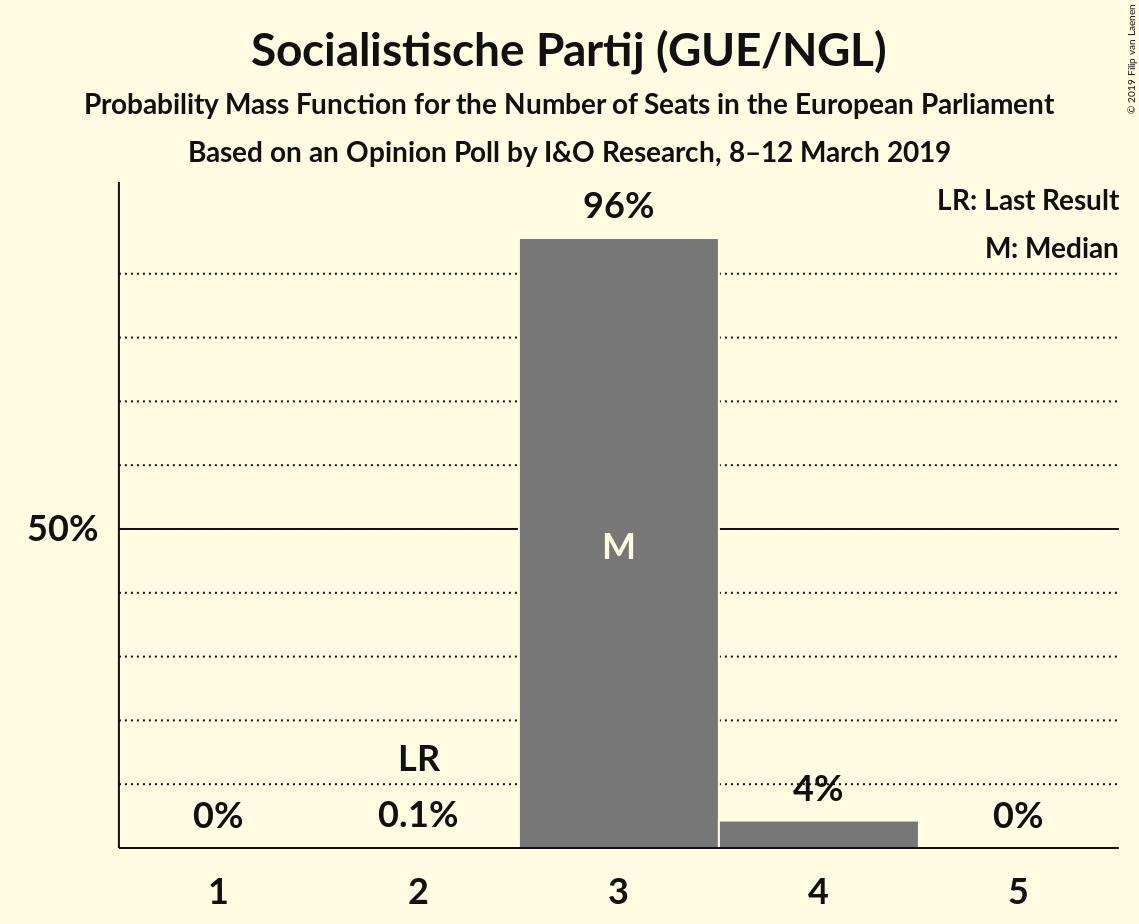 Socialistische Partij (GUE/NGL)
Probability Mass Function for the Number of Seats in the European Parliament
Based on an Opinion Poll by I&O Research, 8–12 March 2019
© 2019 Filip van Laenen
LR: Last Result
M: Median
96%
50%
M
LR
0%
0.1%
4%
0%
1
2
3
4
5